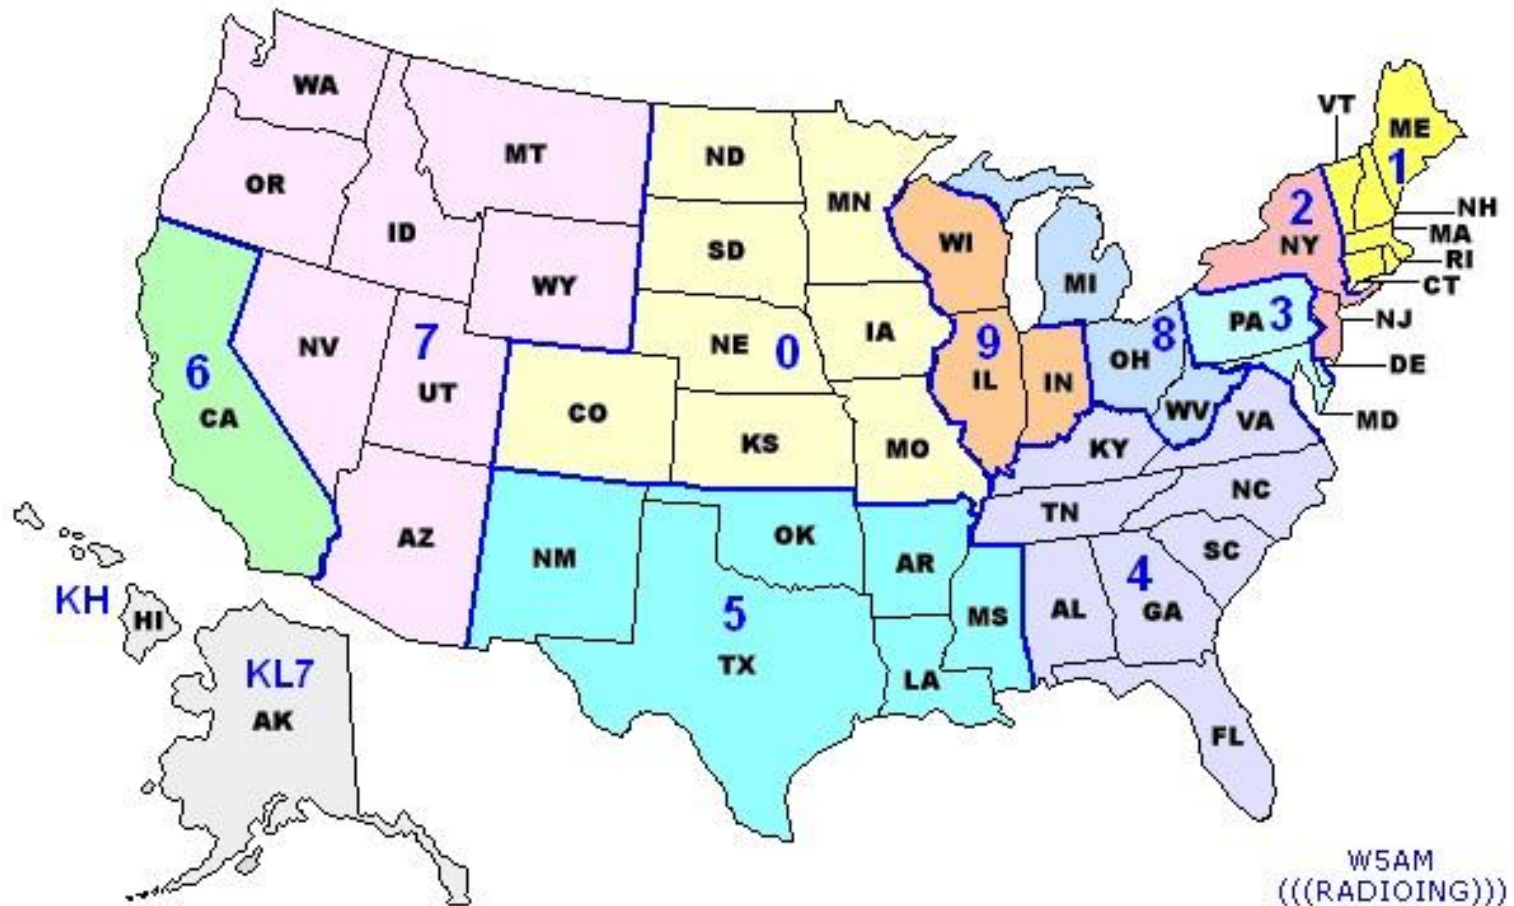 WA
MT
ND
MN
VT
ME
1
OR
ID
SD
WI
2
NY
NH
MA
RI
CT
WY
MI
NV
7
UT
NE
0
IA
9
IL
IN
OH
8
PA
3
NJ
DE
MD
6
CA
CO
KS
MO
KY
WV
VA
AZ
NM
OK
AR
TN
NC
SC
KH
HI
5
TX
MS
AL
4
GA
LA
FL
KL7
AK
W5AM
(((RADIOING)))